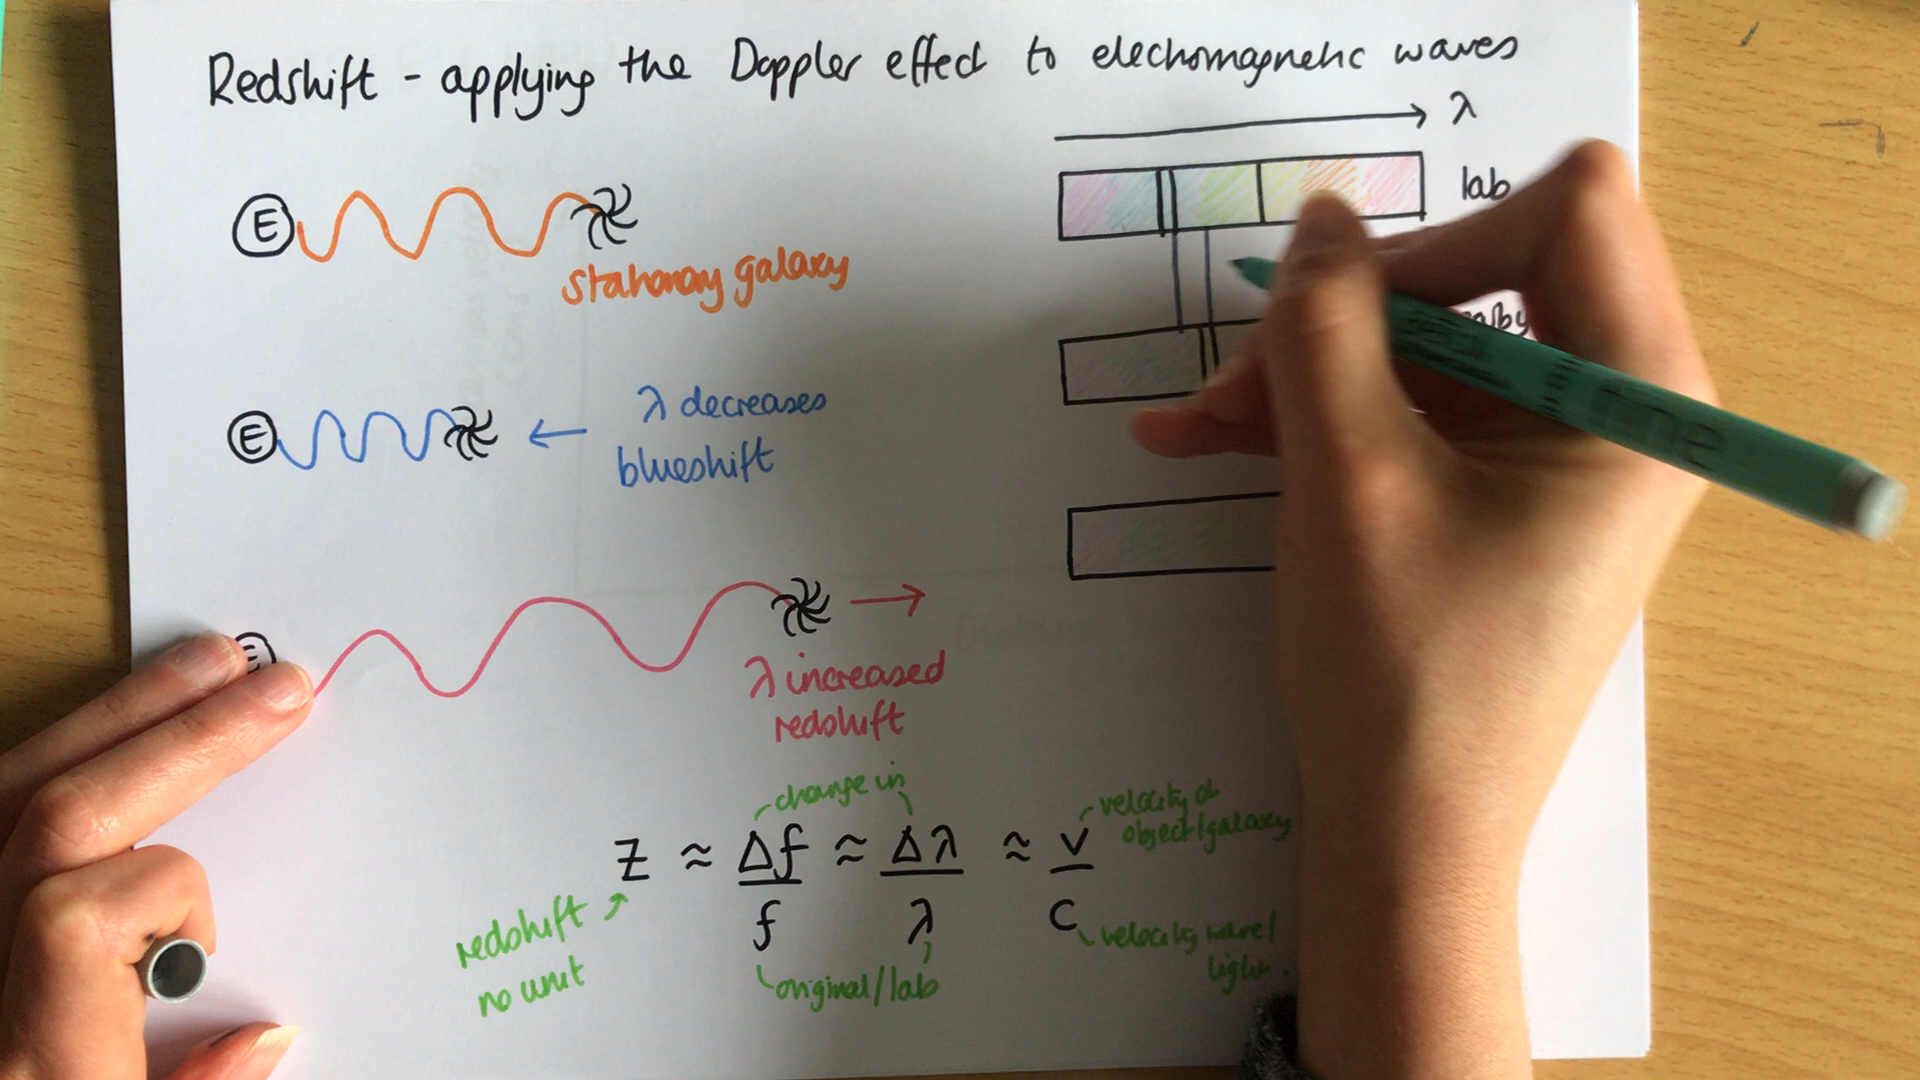 Redshift - applying the Doppler effect to electromagnetic waves
λ
lab
E
stationary galaxy
E
λ decreases
blueshift
E
λ increased
redshift
change in
velocity of
object/galaxy
Z ≈ Δf ≈ Δλ ≈ v
f λ c
redshift
no unit
original/lab
velocity wave/
light